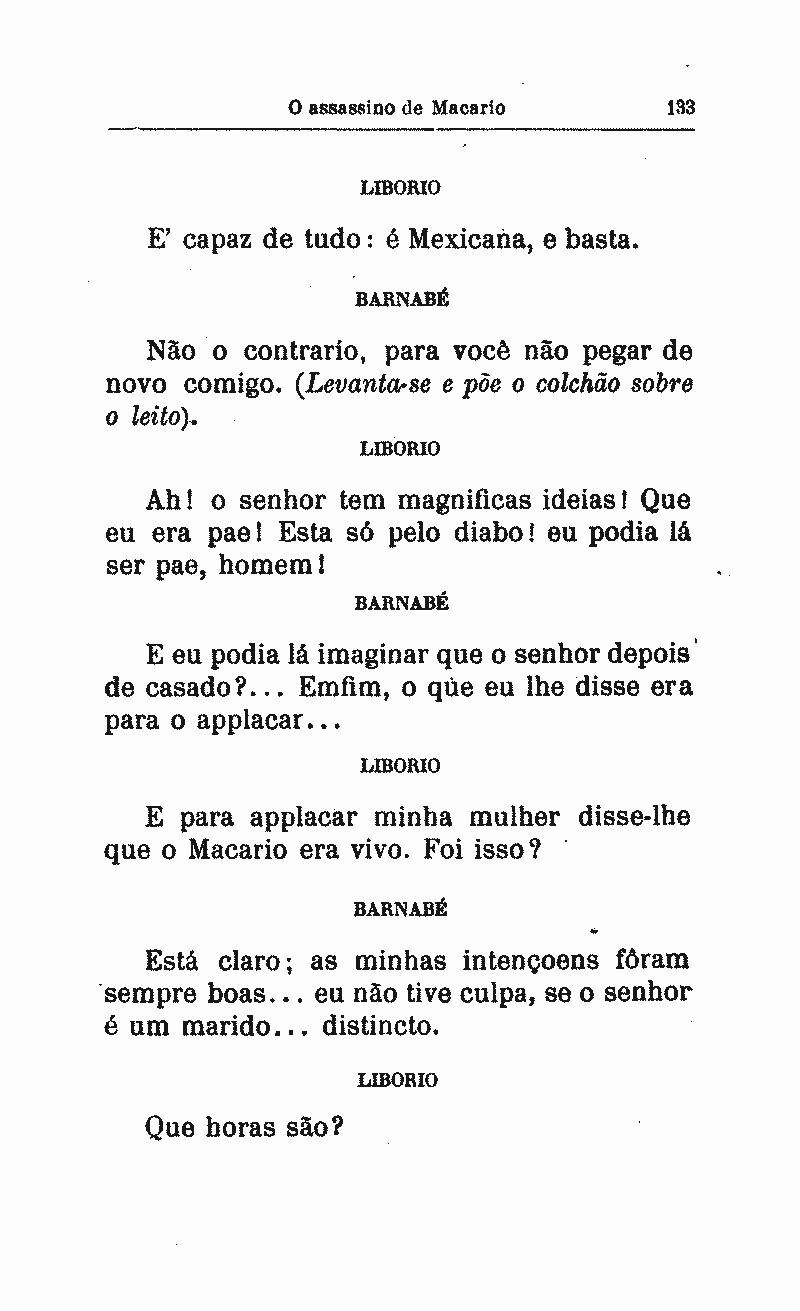 O assassino de Macario 133
LIBORIO
E' capaz de tudo: é Mexicana, e basta.
BARNABÉ
Não o contrario, para você não pegar de
novo comigo. (Levanta-se e põe o colchão sobre
o leito).
LIBORIO
Ah! o senhor tem magnificas ideias! Que
eu era pae! Esta só pelo diabo! eu podia lá
ser pae, homem!
BARNABÉ
E eu podia lá imaginar que o senhor depois
de casado?... Emfim, o que eu lhe disse era
para o applacar...
LIBORIO
E para applacar minha mulher disse-lhe
que o Macario era vivo. Foi isso?
BARNABÉ
Está claro; as minhas intençoens fôram
sempre boas... eu não tive culpa, se o senhor
é um marido... distincto.
LIBORIO
Que horas são?